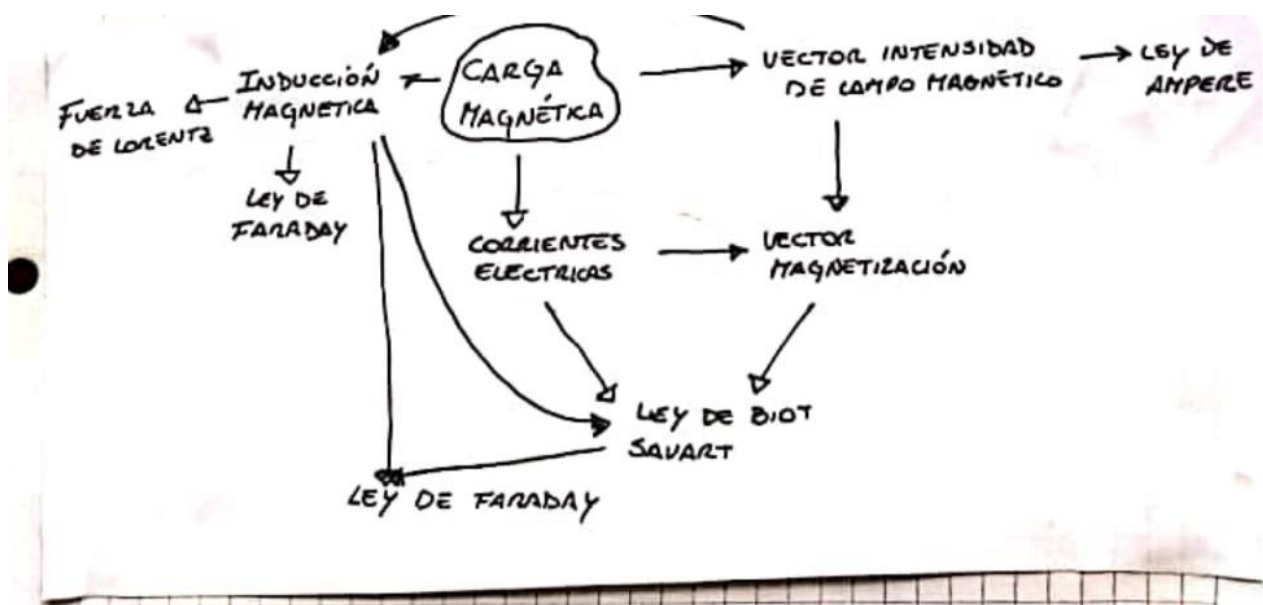 FUERZA
DE LORENTZ
INDUCCIÓN
MAGNETICA
CARGA
MAGNÉTICA
VECTOR INTENSIDAD
DE CAMPO MAGNÉTICO
LEY DE
AMPERE
LEY DE
FARADAY
CORRIENTES
ELECTRICAS
VECTOR
MAGNETIZACIÓN
LEY DE BIOT
SAVART
LEY DE FARADAY